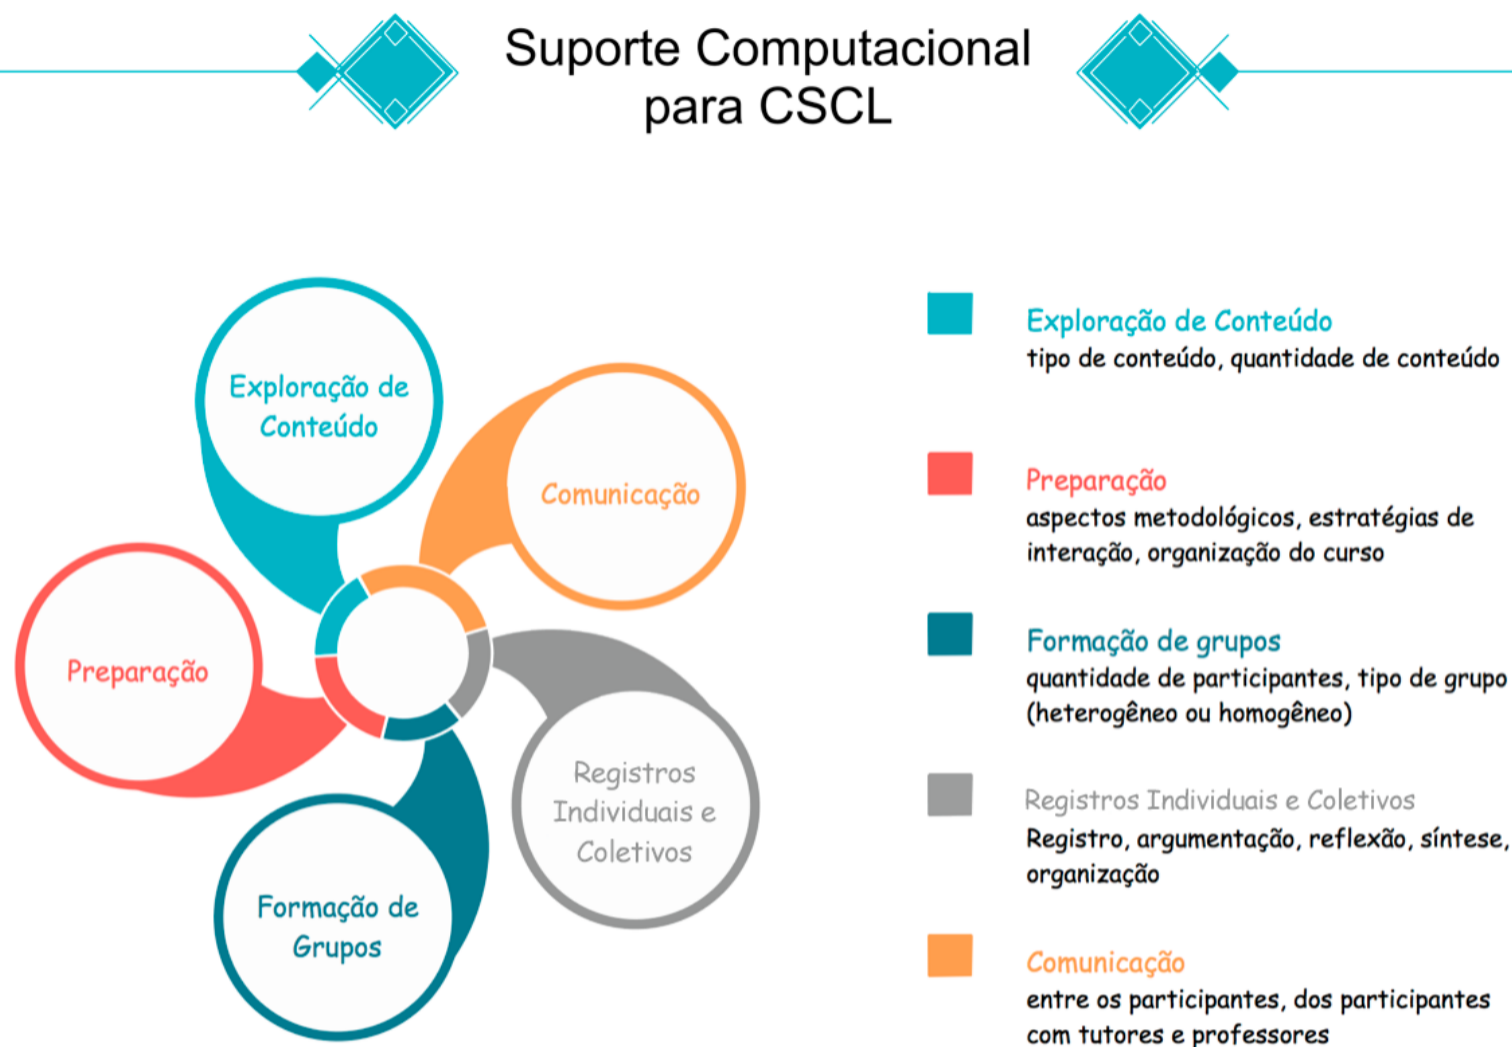 Suporte Computacional
para CSCL
Exploração de
Conteúdo
Comunicação
Preparação
Registros
Individuais e
Coletivos
Formação de
Grupos
Exploração de Conteúdo
tipo de conteúdo, quantidade de conteúdo
Preparação
aspectos metodológicos, estratégias de
interação, organização do curso
Formação de grupos
quantidade de participantes, tipo de grupo
(heterogêneo ou homogêneo)
Registros Individuais e Coletivos
Registro, argumentação, reflexão, síntese,
organização
Comunicação
entre os participantes, dos participantes
com tutores e professores